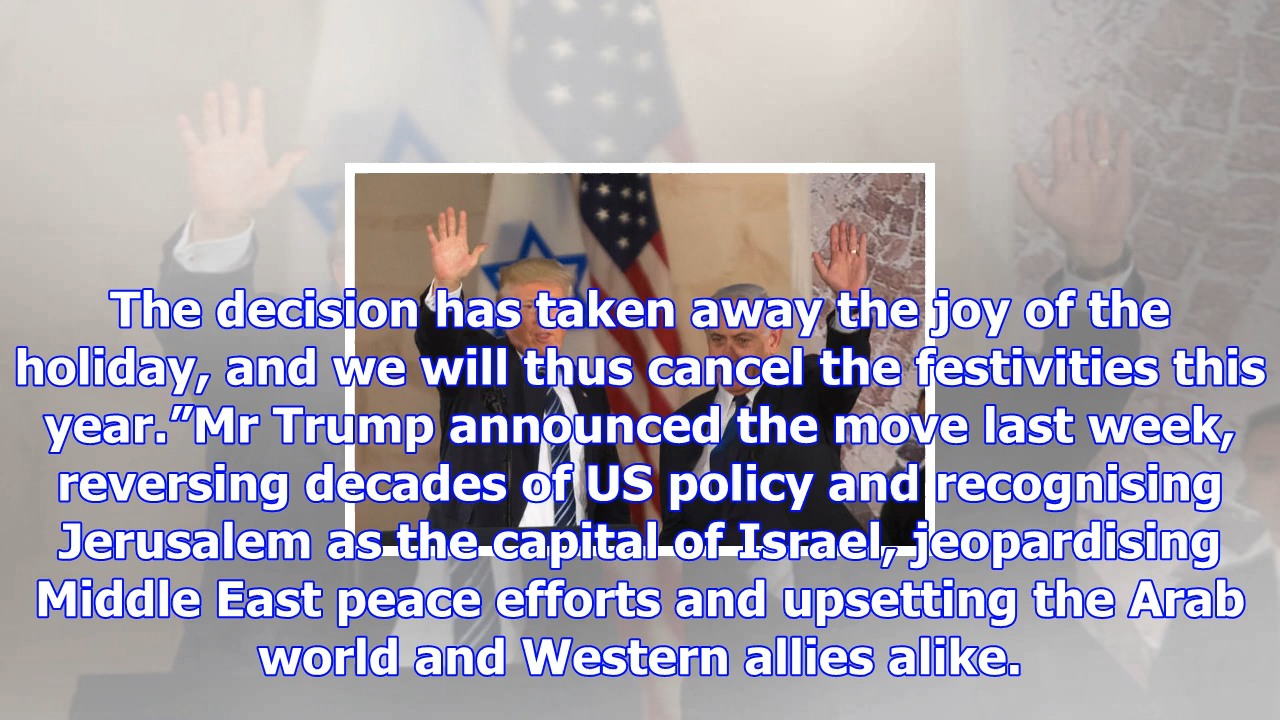 The decision has taken away the joy of the
holiday, and we will thus cancel the festivities this
year.”Mr Trump announced the move last week,
reversing decades of US policy and recognising
Jerusalem as the capital of Israel, jeopardising
Middle East peace efforts and upsetting the Arab
world and Western allies alike.